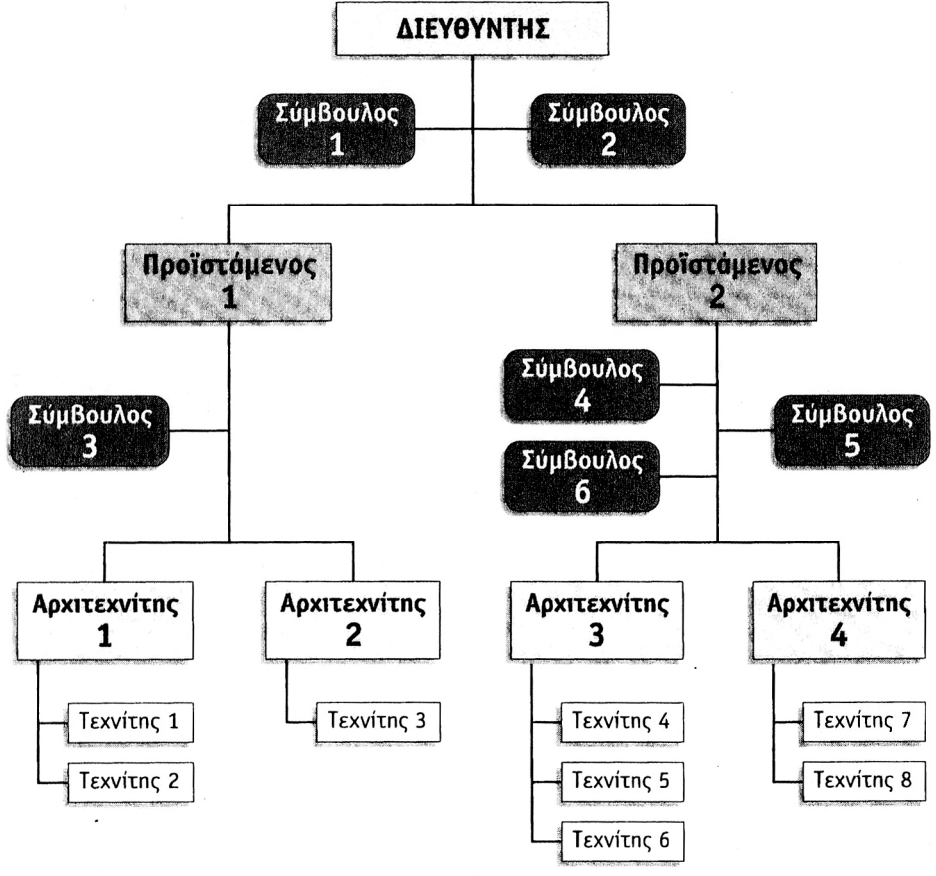 ΔΙΕΥΘΥΝΤΗΣ
Σύμβουλος
1
Σύμβουλος
2
Προϊστάμενος
1
Προϊστάμενος
2
Σύμβουλος
3
Σύμβουλος
4
Σύμβουλος
5
Σύμβουλος
6
Αρχιτεχνίτης
1
Αρχιτεχνίτης
2
Αρχιτεχνίτης
3
Αρχιτεχνίτης
4
Τεχνίτης 1
Τεχνίτης 2
Τεχνίτης 3
Τεχνίτης 4
Τεχνίτης 5
Τεχνίτης 6
Τεχνίτης 7
Τεχνίτης 8